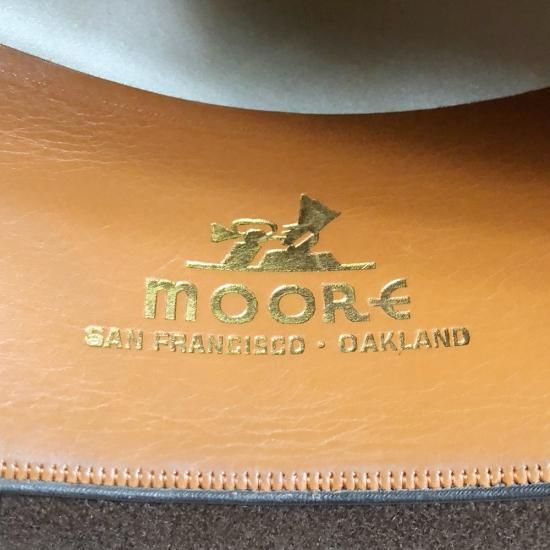 MOORE
SAN FRANCISCO · OAKLAND